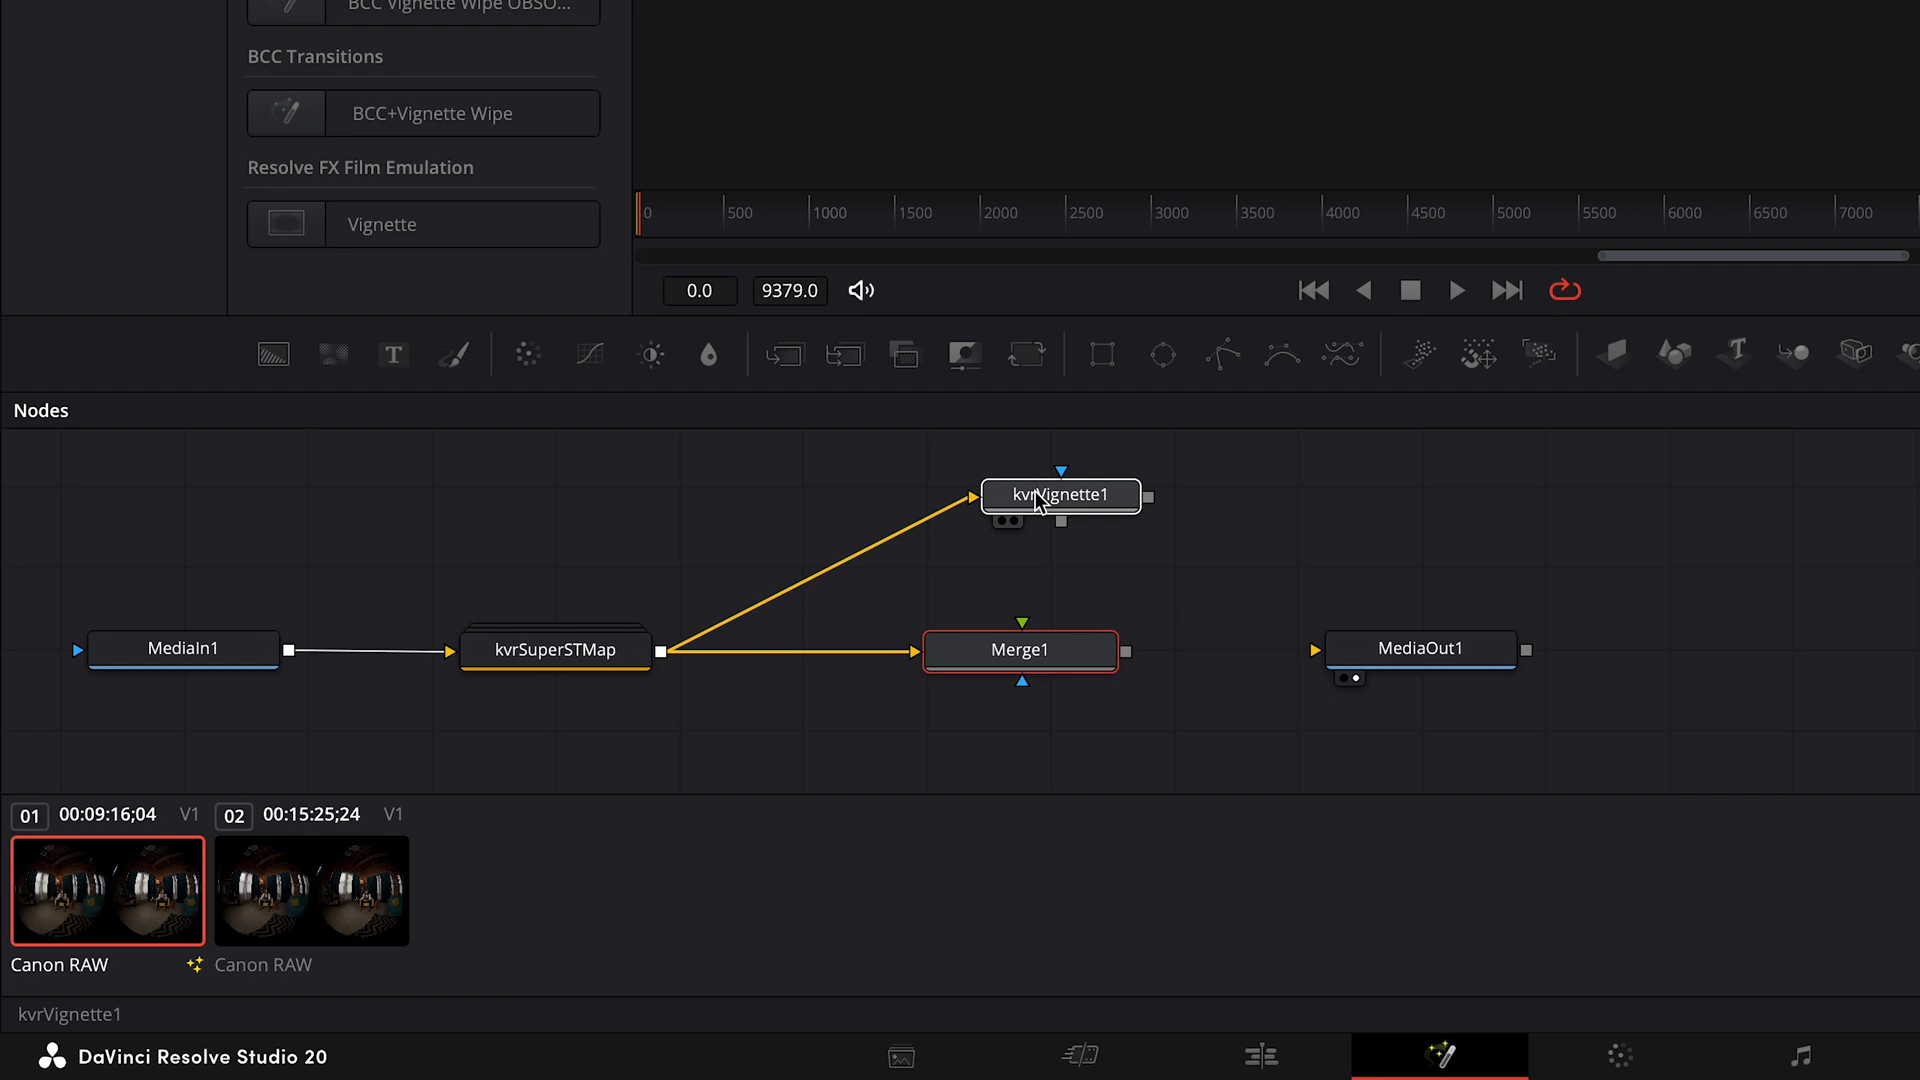 BCC Vignette Wipe OBSO...
BCC Transitions
BCC+Vignette Wipe
Resolve FX Film Emulation
Vignette
0 500 1000 1500 2000 2500 3000 3500 4000 4500 5000 5500 6000 6500 7000
0.0 9379.0
T
T
Nodes
kvrVignette1
MediaIn1
kvrSuperSTMap
Merge1
MediaOut1
01 00:09:16;04 V1 02 00:15:25;24 V1
Canon RAW Canon RAW
kvrVignette1
DaVinci Resolve Studio 20